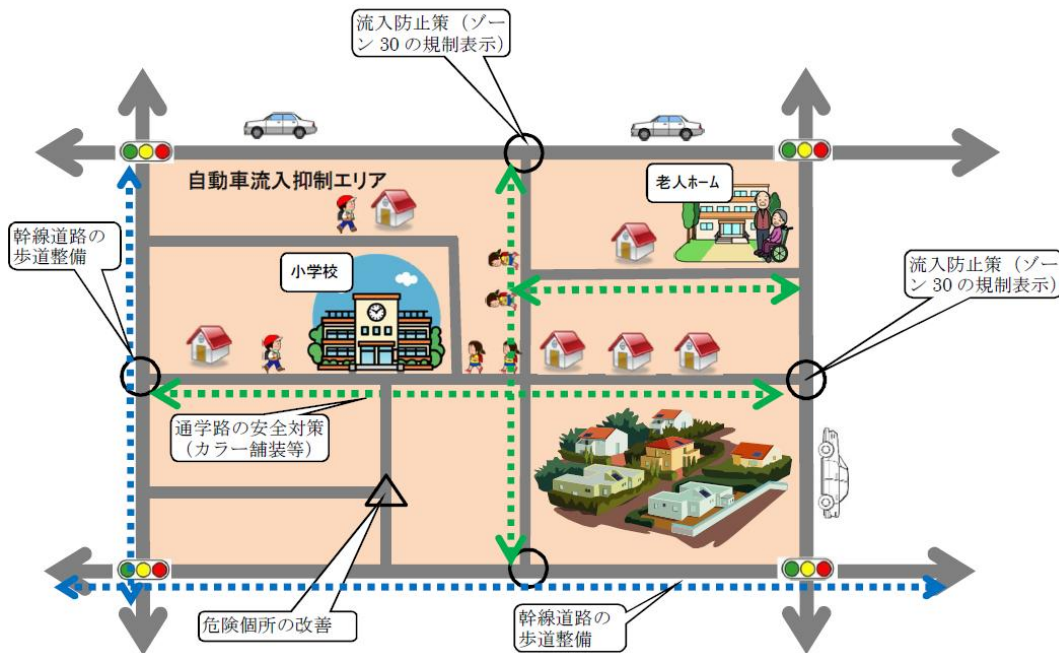 流入防止策（ゾー
ン 30 の規制表示）
自動車流入抑制エリア
老人ホーム
幹線道路の
歩道整備
小学校
流入防止策（ゾー
ン 30 の規制表示）
通学路の安全対策
（カラー舗装等）
危険個所の改善
幹線道路の
歩道整備